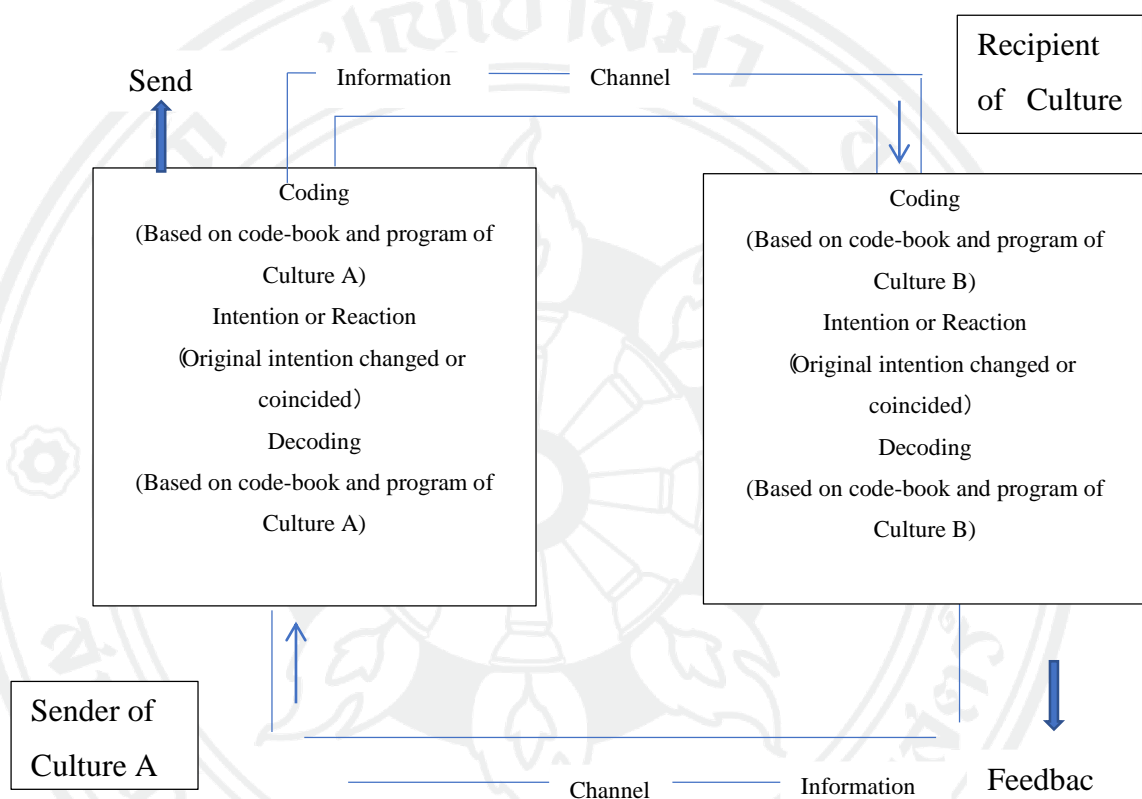 Recipient
of Culture
Send
Information
Channel
Coding
(Based on code-book and program of
Culture A)
Intention or Reaction
(Original intention changed or
coincided)
Decoding
(Based on code-book and program of
Culture A)
Coding
(Based on code-book and program of
Culture B)
Intention or Reaction
(Original intention changed or
coincided)
Decoding
(Based on code-book and program of
Culture B)
Sender of
Culture A
Channel
Information
Feedbac